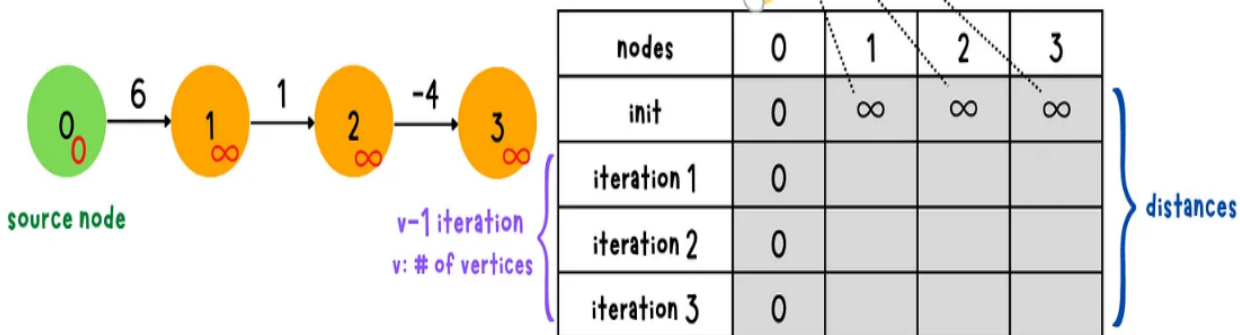 6 1 -4
0 1 2 3
0 ∞ ∞ ∞
source node
v-1 iteration
v: # of vertices
nodes 0 1 2 3
init 0 ∞ ∞ ∞
iteration 1 0
iteration 2 0
iteration 3 0
distances